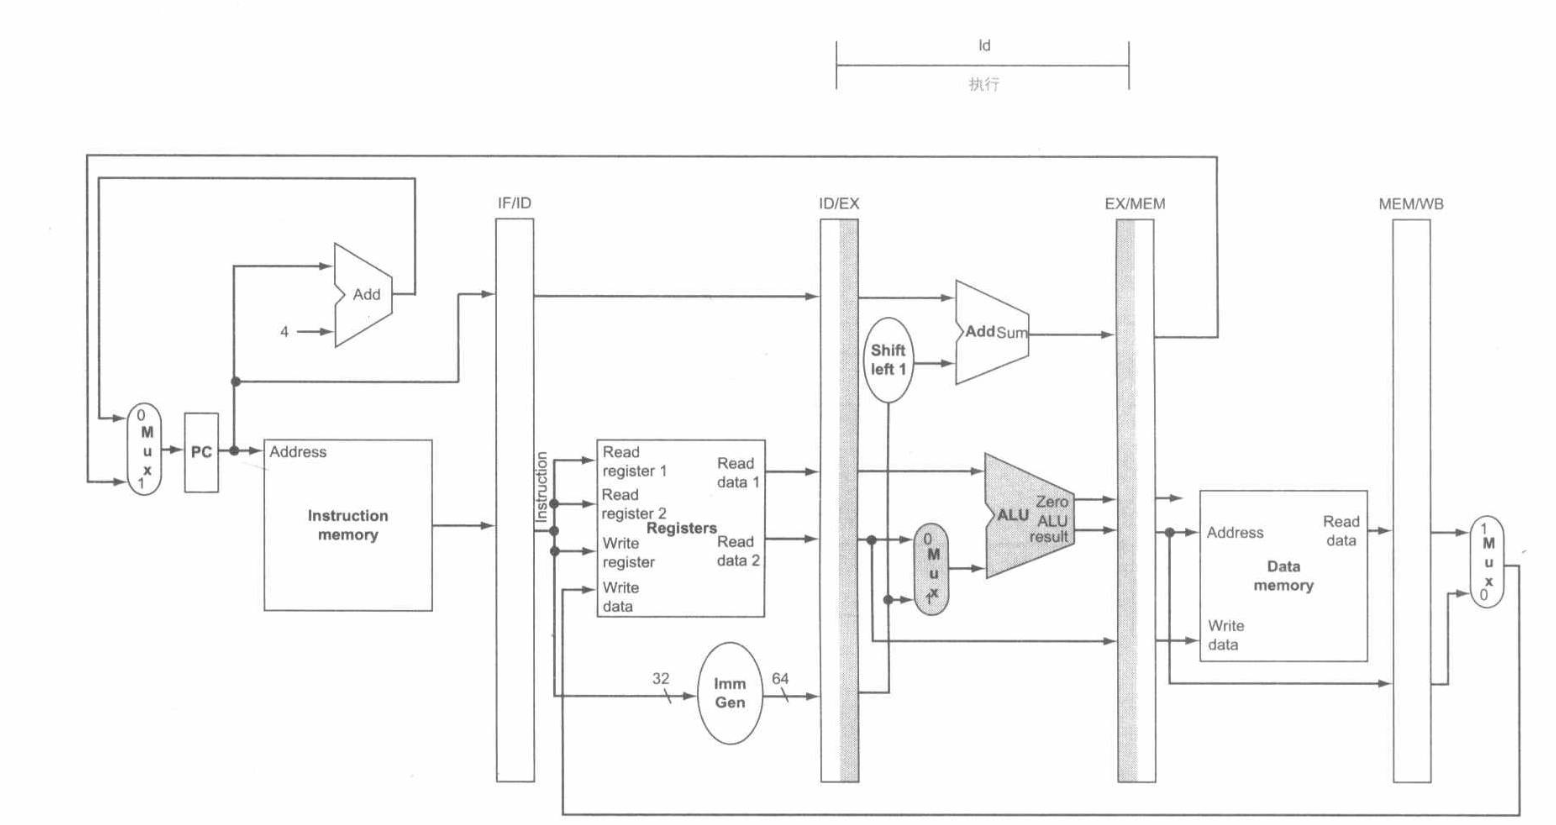 Id
执行
IF/ID
ID/EX
EX/MEM
MEM/WB
Add
4
Add Sum
Shift
left 1
0
M
u
x
1
PC
Address
Instruction
memory
Instruction
Read
register 1
Read
register 2
Write
register
Write
data
Registers
Read
data 1
Read
data 2
32
Imm
Gen
64
0
M
u
x
1
Zero
ALU
ALU
result
Address
Read
data
Data
memory
Write
data
1
M
u
x
0